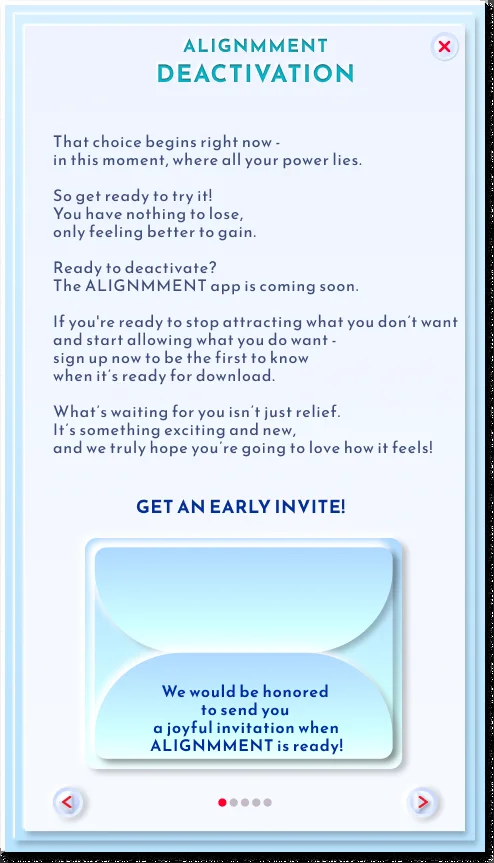 ALIGNMMENT
DEACTIVATION
That choice begins right now -
in this moment, where all your power lies.
So get ready to try it!
You have nothing to lose,
only feeling better to gain.
Ready to deactivate?
The ALIGNMMENT app is coming soon.
If you're ready to stop attracting what you don't want
and start allowing what you do want -
sign up now to be the first to know
when it's ready for download.
What's waiting for you isn't just relief.
It's something exciting and new,
and we truly hope you're going to love how it feels!
GET AN EARLY INVITE!
We would be honored
to send you
a joyful invitation when
ALIGNMMENT is ready!